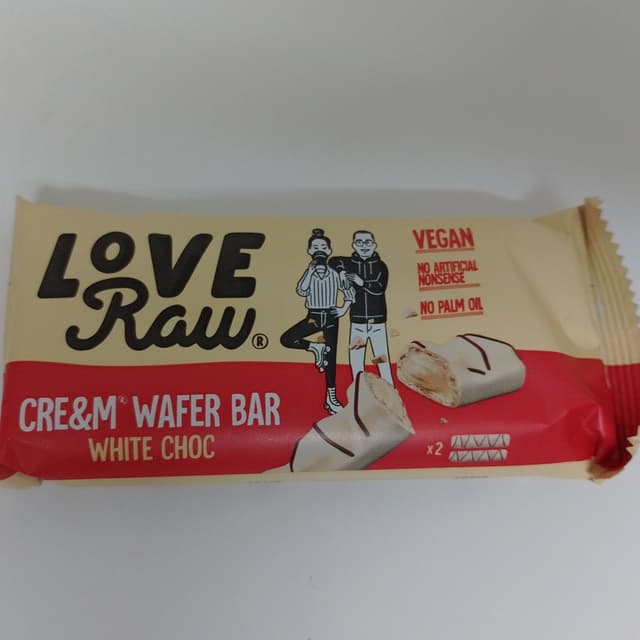 LOVE
Raw®
CRE&M® WAFER BAR
WHITE CHOC
VEGAN
NO ARTIFICIAL
NONSENSE
NO PALM OIL
x2